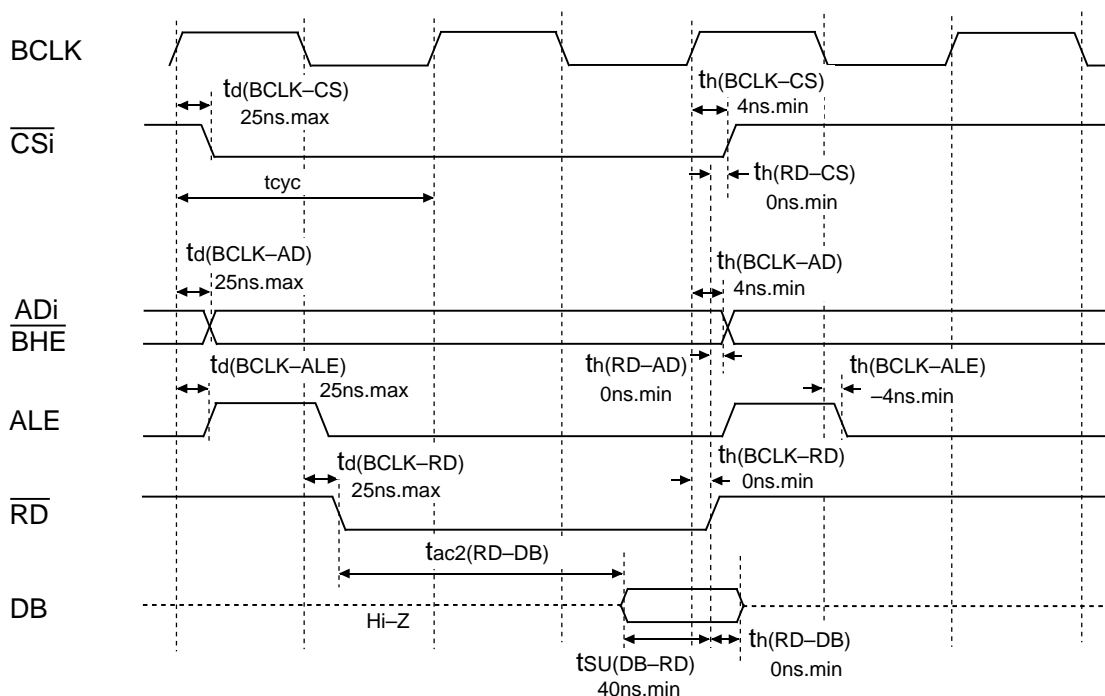 BCLK
td(BCLK–CS)
25ns.max
th(BCLK–CS)
4ns.min
CSi
tcyc
th(RD–CS)
0ns.min
td(BCLK–AD)
25ns.max
th(BCLK–AD)
4ns.min
ADi
BHE
td(BCLK–ALE)
25ns.max
th(RD–AD)
0ns.min
th(BCLK–ALE)
–4ns.min
ALE
td(BCLK–RD)
25ns.max
th(BCLK–RD)
0ns.min
RD
tac2(RD–DB)
DB
Hi–Z
tSU(DB–RD)
40ns.min
th(RD–DB)
0ns.min